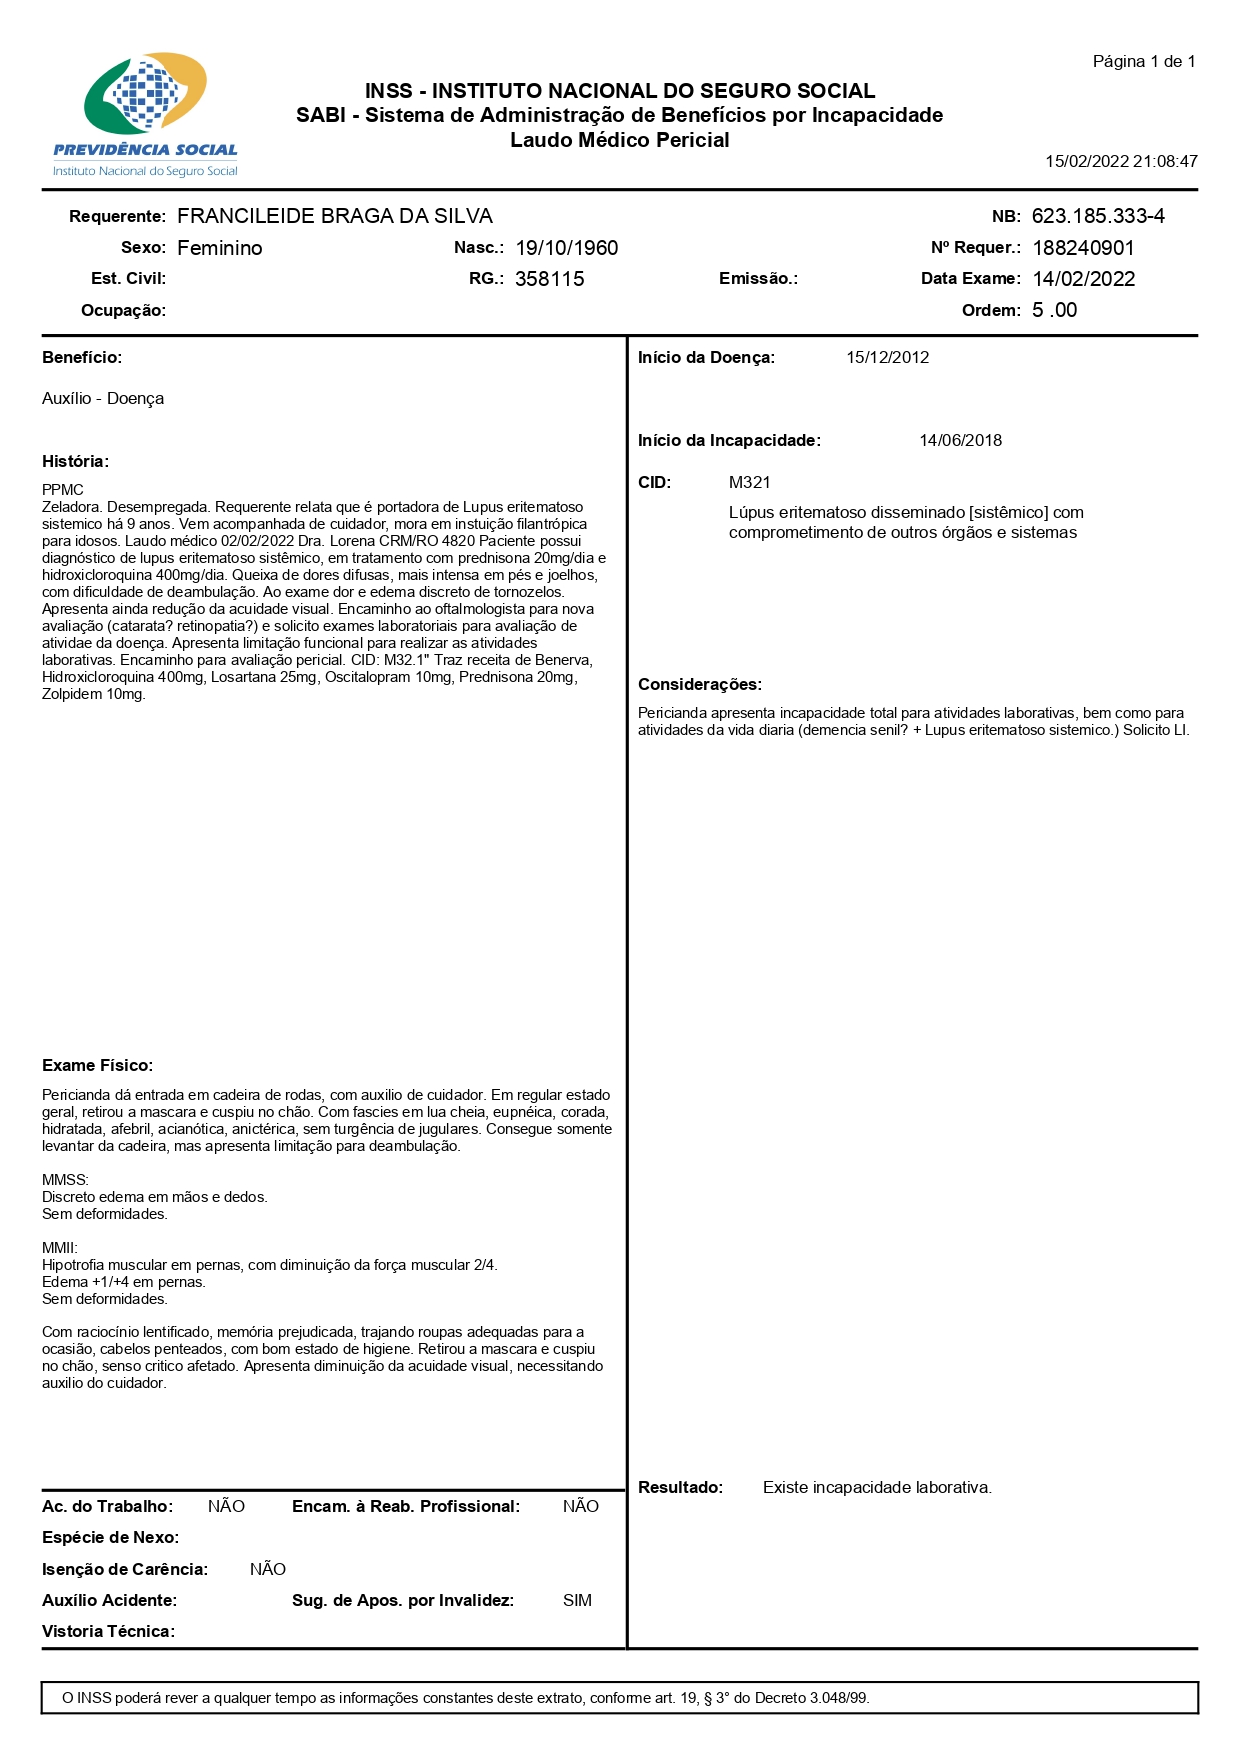 Página 1 de 1
INSS - INSTITUTO NACIONAL DO SEGURO SOCIAL
SABI - Sistema de Administração de Benefícios por Incapacidade
Laudo Médico Pericial
PREVIDÊNCIA SOCIAL
Instituto Nacional do Seguro Social
15/02/2022 21:08:47
Requerente: FRANCILEIDE BRAGA DA SILVA NB: 623.185.333-4
Sexo: Feminino Nasc.: 19/10/1960 Nº Requer.: 188240901
Est. Civil: RG.: 358115 Emissão.: Data Exame: 14/02/2022
Ocupação: Ordem: 5 .00
Benefício:
Auxílio - Doença
História:
PPMC
Zeladora. Desempregada. Requerente relata que é portadora de Lupus eritematoso
sistemico há 9 anos. Vem acompanhada de cuidador, mora em instuição filantrópica
para idosos. Laudo médico 02/02/2022 Dra. Lorena CRM/RO 4820 Paciente possui
diagnóstico de lupus eritematoso sistêmico, em tratamento com prednisona 20mg/dia e
hidroxicloroquina 400mg/dia. Queixa de dores difusas, mais intensa em pés e joelhos,
com dificuldade de deambulação. Ao exame dor e edema discreto de tornozelos.
Apresenta ainda redução da acuidade visual. Encaminho ao oftalmologista para nova
avaliação (catarata? retinopatia?) e solicito exames laboratoriais para avaliação de
ativida​e da doença. Apresenta limitação funcional para realizar as atividades
laborativas. Encaminho para avaliação pericial. CID: M32.1" Traz receita de Benerva,
Hidroxicloroquina 400mg, Losartana 25mg, Oscitalopram 10mg, Prednisona 20mg,
Zolpidem 10mg.
Exame Físico:
Pericianda dá entrada em cadeira de rodas, com auxilio de cuidador. Em regular estado
geral, retirou a mascara e cuspiu no chão. Com fascies em lua cheia, eupnéica, corada,
hidratada, afebril, acianótica, anictérica, sem turgência de jugulares. Consegue somente
levantar da cadeira, mas apresenta limitação para deambulação.
MMSS:
Discreto edema em mãos e dedos.
Sem deformidades.
MMII:
Hipotrofia muscular em pernas, com diminuição da força muscular 2/4.
Edema +1/+4 em pernas.
Sem deformidades.
Com raciocínio lentificado, memória prejudicada, trajando roupas adequadas para a
ocasião, cabelos penteados, com bom estado de higiene. Retirou a mascara e cuspiu
no chão, senso critico afetado. Apresenta diminuição da acuidade visual, necessitando
auxilio do cuidador.
Ac. do Trabalho: NÃO Encam. à Reab. Profissional: NÃO
Espécie de Nexo:
Isenção de Carência: NÃO
Auxílio Acidente: Sug. de Apos. por Invalidez: SIM
Vistoria Técnica:
Início da Doença: 15/12/2012
Início da Incapacidade: 14/06/2018
CID: M321
Lúpus eritematoso disseminado [sistêmico] com
comprometimento de outros órgãos e sistemas
Considerações:
Pericianda apresenta incapacidade total para atividades laborativas, bem como para
atividades da vida diaria (demencia senil? + Lupus eritematoso sistemico.) Solicito LI.
Resultado: Existe incapacidade laborativa.
O INSS poderá rever a qualquer tempo as informações constantes deste extrato, conforme art. 19, § 3° do Decreto 3.048/99.